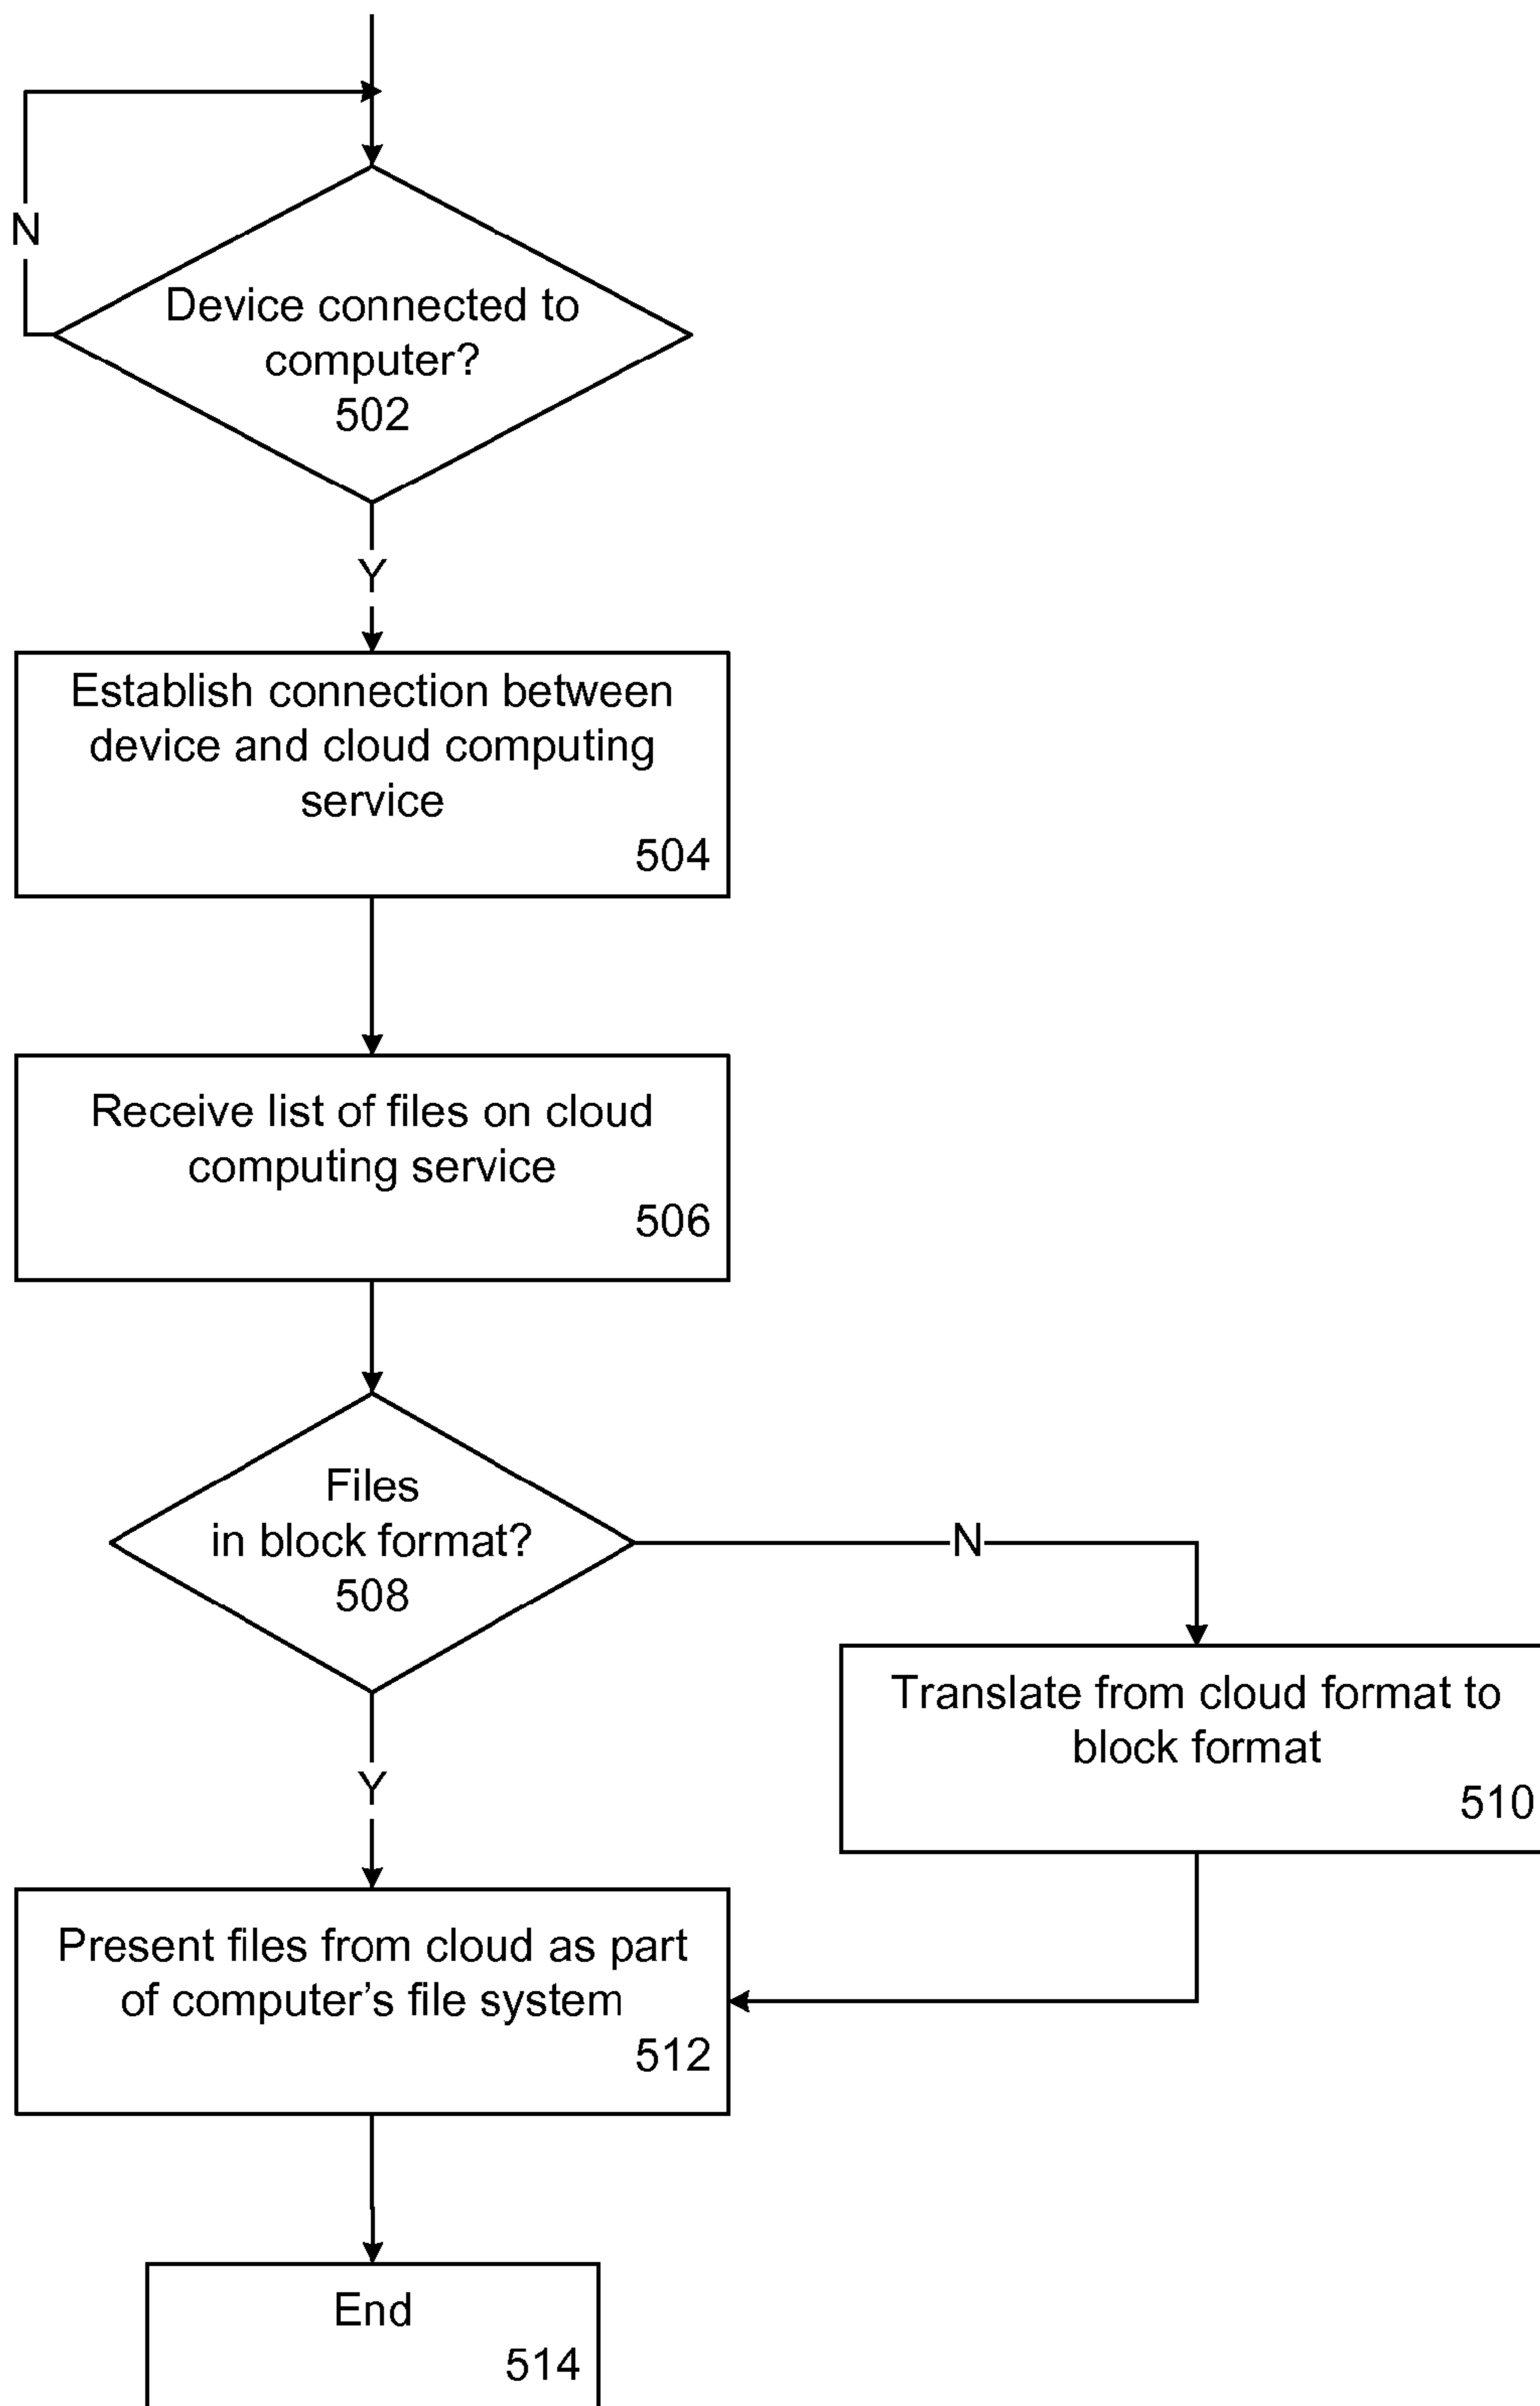 N
Device connected to
computer?
502
Y
Establish connection between
device and cloud computing
service
504
Receive list of files on cloud
computing service
506
Files
in block format?
508
N
Translate from cloud format to
block format
510
Y
Present files from cloud as part
of computer's file system
512
End
514